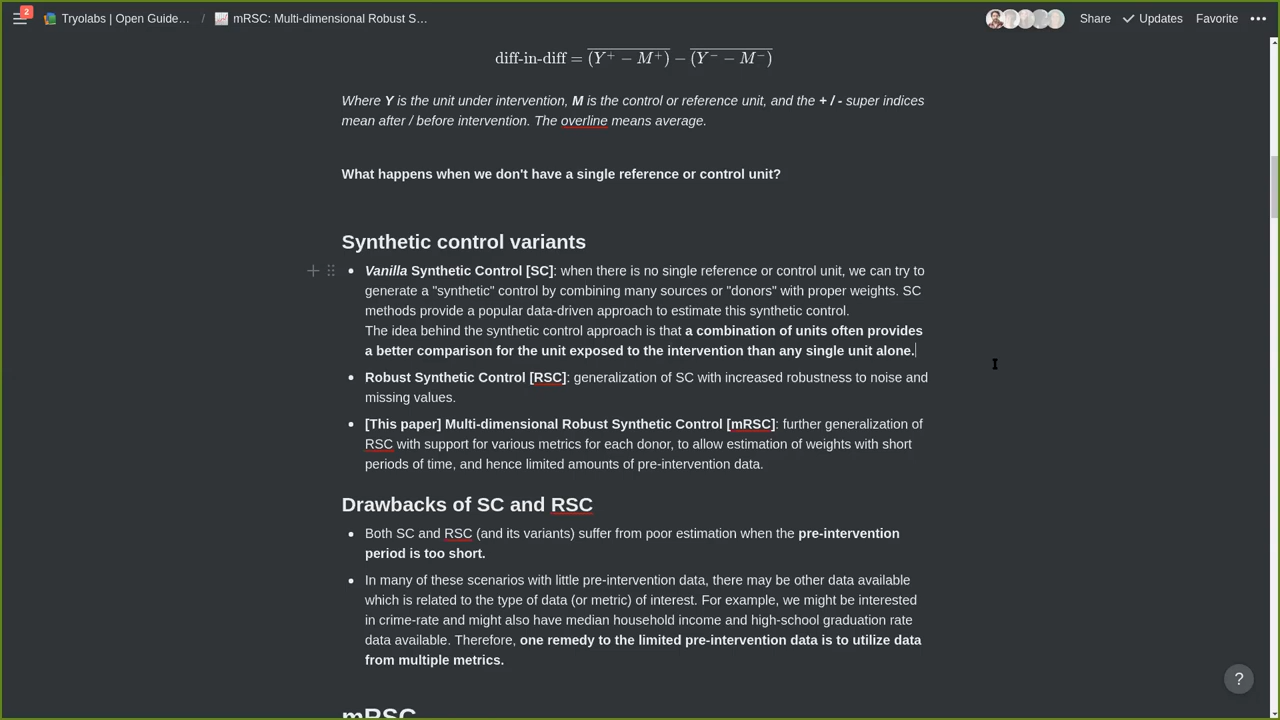 2
Tryolabs | Open Guide… / mRSC: Multi-dimensional Robust S… Share Updates Favorite
diff-in-diff = (Y⁺ − M⁺) − (Y⁻ − M⁻)
Where Y is the unit under intervention, M is the control or reference unit, and the + / - super indices
mean after / before intervention. The overline means average.
What happens when we don't have a single reference or control unit?
Synthetic control variants
Vanilla Synthetic Control [SC]: when there is no single reference or control unit, we can try to
generate a "synthetic" control by combining many sources or "donors" with proper weights. SC
methods provide a popular data-driven approach to estimate this synthetic control.
The idea behind the synthetic control approach is that a combination of units often provides
a better comparison for the unit exposed to the intervention than any single unit alone.
Robust Synthetic Control [RSC]: generalization of SC with increased robustness to noise and
missing values.
[This paper] Multi-dimensional Robust Synthetic Control [mRSC]: further generalization of
RSC with support for various metrics for each donor, to allow estimation of weights with short
periods of time, and hence limited amounts of pre-intervention data.
Drawbacks of SC and RSC
Both SC and RSC (and its variants) suffer from poor estimation when the pre-intervention
period is too short.
In many of these scenarios with little pre-intervention data, there may be other data available
which is related to the type of data (or metric) of interest. For example, we might be interested
in crime-rate and might also have median household income and high-school graduation rate
data available. Therefore, one remedy to the limited pre-intervention data is to utilize data
from multiple metrics.
?
mRSC